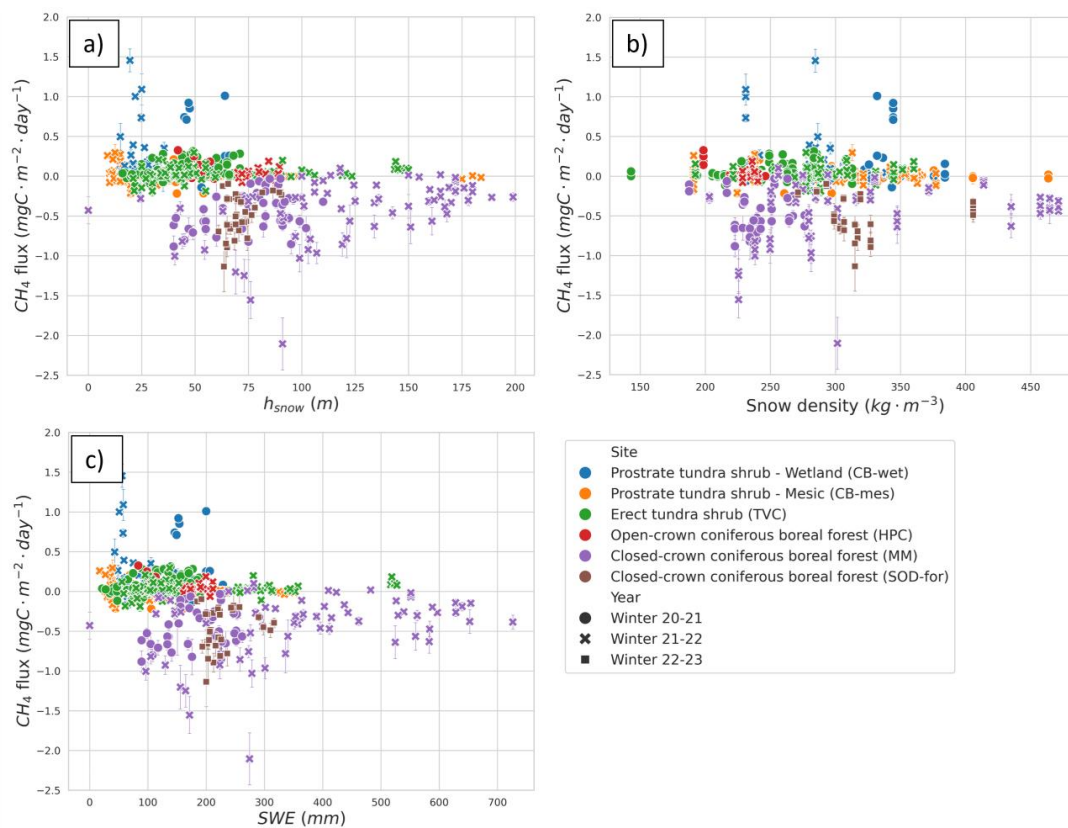 a)
2.0
1.5
1.0
0.5
0.0
−0.5
−1.0
−1.5
−2.0
−2.5
CH₄ flux (mgC · m⁻² · day⁻¹)
0 25 50 75 100 125 150 175 200
h_snow (m)
b)
2.0
1.5
1.0
0.5
0.0
−0.5
−1.0
−1.5
−2.0
−2.5
CH₄ flux (mgC · m⁻² · day⁻¹)
150 200 250 300 350 400 450
Snow density (kg · m⁻³)
c)
2.0
1.5
1.0
0.5
0.0
−0.5
−1.0
−1.5
−2.0
−2.5
CH₄ flux (mgC · m⁻² · day⁻¹)
0 100 200 300 400 500 600 700
SWE (mm)
Site
Prostrate tundra shrub - Wetland (CB-wet)
Prostrate tundra shrub - Mesic (CB-mes)
Erect tundra shrub (TVC)
Open-crown coniferous boreal forest (HPC)
Closed-crown coniferous boreal forest (MM)
Closed-crown coniferous boreal forest (SOD-for)
Year
Winter 20-21
Winter 21-22
Winter 22-23